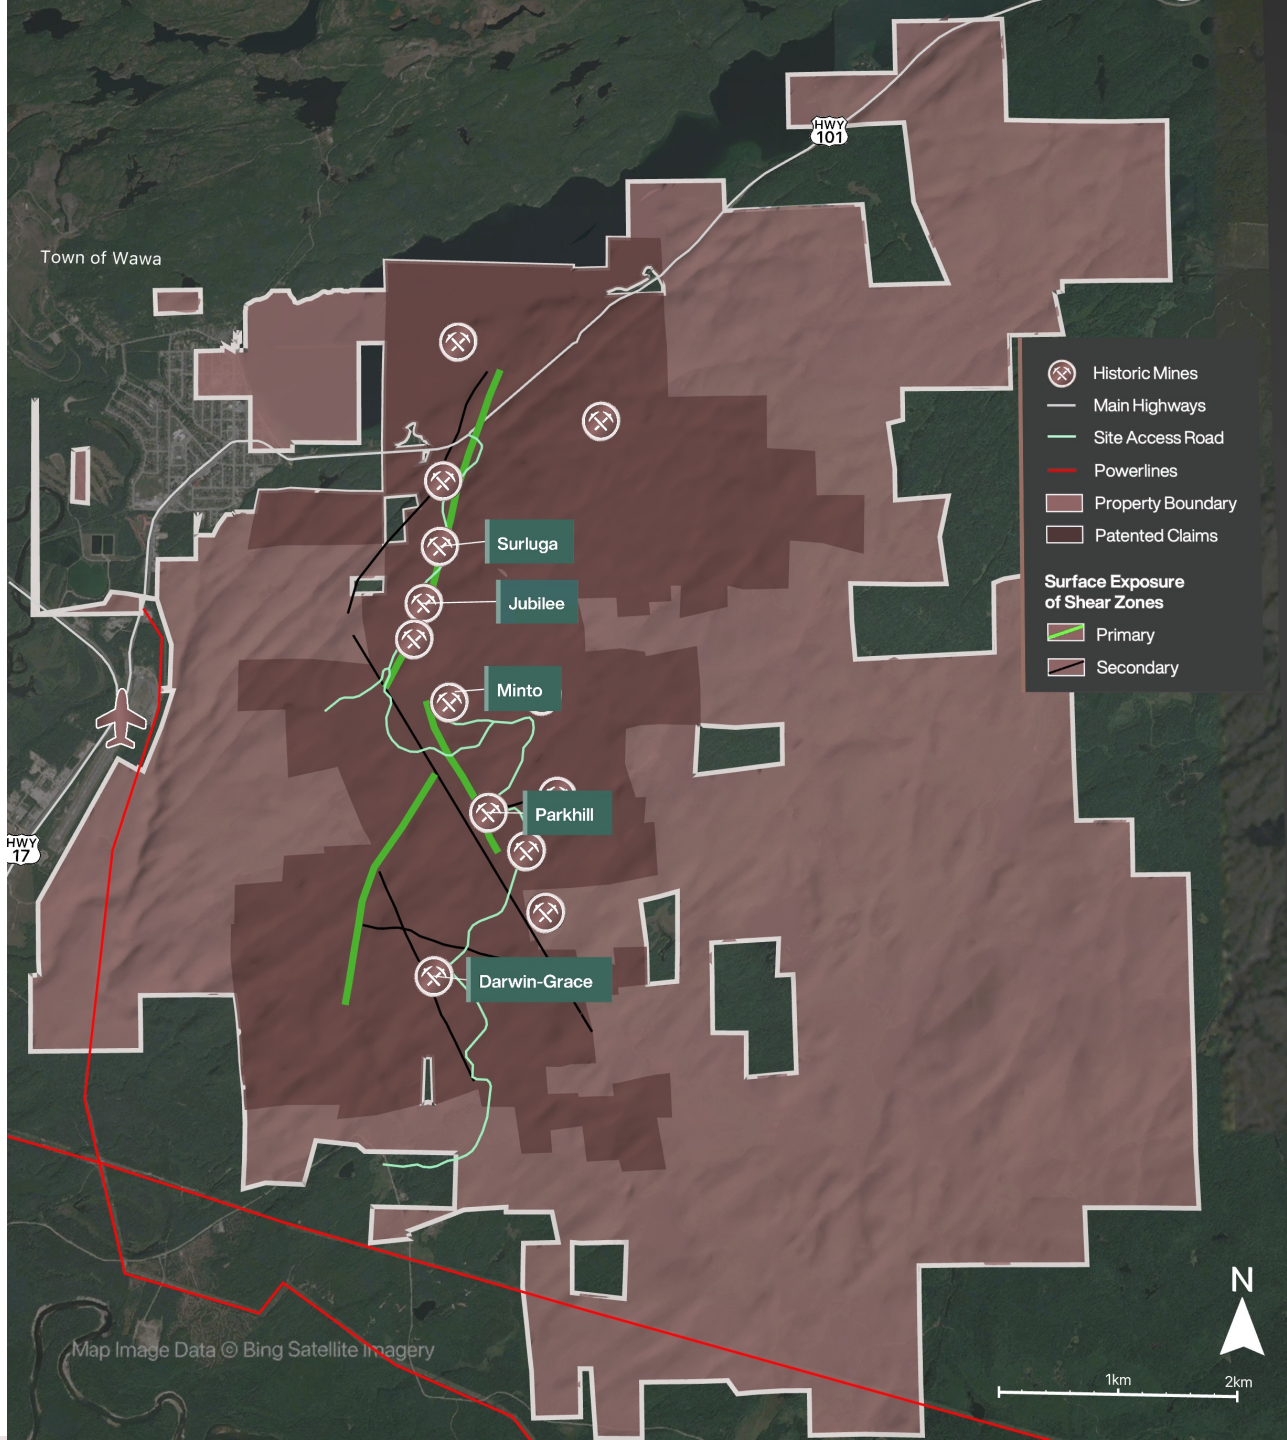 HWY
101
Town of Wawa
Historic Mines
Main Highways
Site Access Road
Powerlines
Property Boundary
Patented Claims
Surface Exposure
of Shear Zones
Primary
Secondary
Surluga
Jubilee
Minto
Parkhill
HWY
17
Darwin-Grace
N
Map Image Data © Bing Satellite Imagery
1km
2km